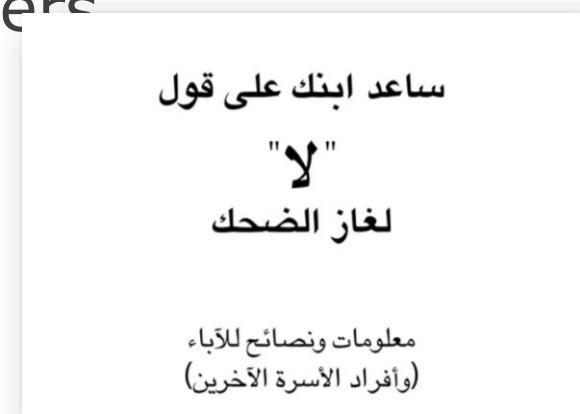 ساعد ابنك على قول
"لا"
لغاز الضحك
معلومات ونصائح للآباء
(وأفراد الأسرة الآخرين)